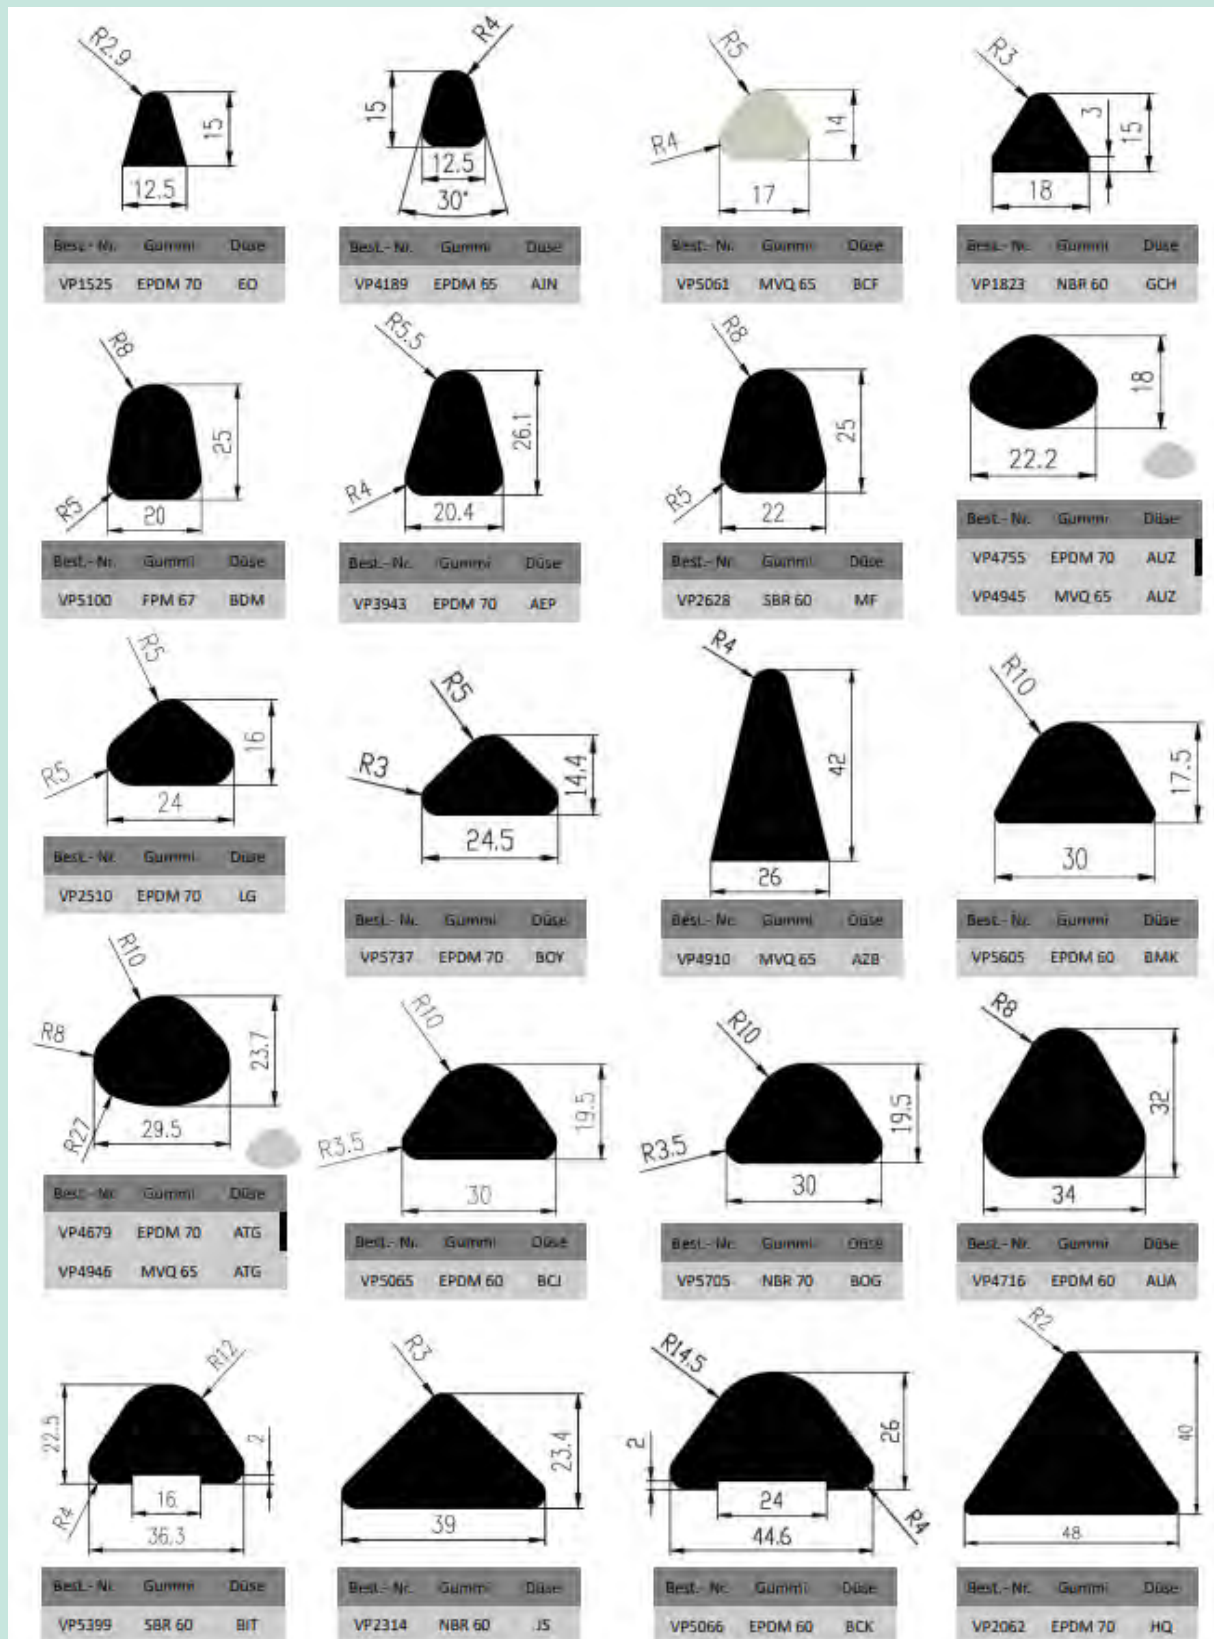 R2.9
15
12.5
Best.- Nr. Gummi Düse
VP1525 EPDM 70 EO
R4
15
12.5
30°
Best.- Nr. Gummi Düse
VP4189 EPDM 65 AJN
R5
R4
14
17
Best.- Nr. Gummi Düse
VP5061 MVQ 65 BCF
R3
3
15
18
Best.- Nr. Gummi Düse
VP1823 NBR 60 GCH
R8
25
R5
20
Best.- Nr. Gummi Düse
VP5100 FPM 67 BDM
R5.5
26.1
R4
20.4
Best.- Nr. Gummi Düse
VP3943 EPDM 70 AEP
R8
25
R5
22
Best.- Nr. Gummi Düse
VP2628 SBR 60 MF
18
22.2
Best.- Nr. Gummi Düse
VP4755 EPDM 70 AUZ
VP4945 MVQ 65 AUZ
R5
16
R5
24
Best.- Nr. Gummi Düse
VP2510 EPDM 70 LG
R5
R3
14.4
24.5
Best.- Nr. Gummi Düse
VP5737 EPDM 70 BOY
R4
42
26
Best.- Nr. Gummi Düse
VP4910 MVQ 65 AZB
R10
17.5
30
Best.- Nr. Gummi Düse
VP5605 EPDM 60 BMK
R10
R8
23.7
R27
29.5
Best.- Nr. Gummi Düse
VP4679 EPDM 70 ATG
VP4946 MVQ 65 ATG
R10
19.5
R3.5
30
Best.- Nr. Gummi Düse
VP5065 EPDM 60 BCJ
R10
19.5
R3.5
30
Best.- Nr. Gummi Düse
VP5705 NBR 70 BOG
R8
32
34
Best.- Nr. Gummi Düse
VP4716 EPDM 60 AUA
R12
22.5
2
R4
16
36.3
Best.- Nr. Gummi Düse
VP5399 SBR 60 BIT
R3
23.4
39
Best.- Nr. Gummi Düse
VP2314 NBR 60 JS
R14.5
2
26
24
R4
44.6
Best.- Nr. Gummi Düse
VP5066 EPDM 60 BCK
R2
40
48
Best.- Nr. Gummi Düse
VP2062 EPDM 70 HQ